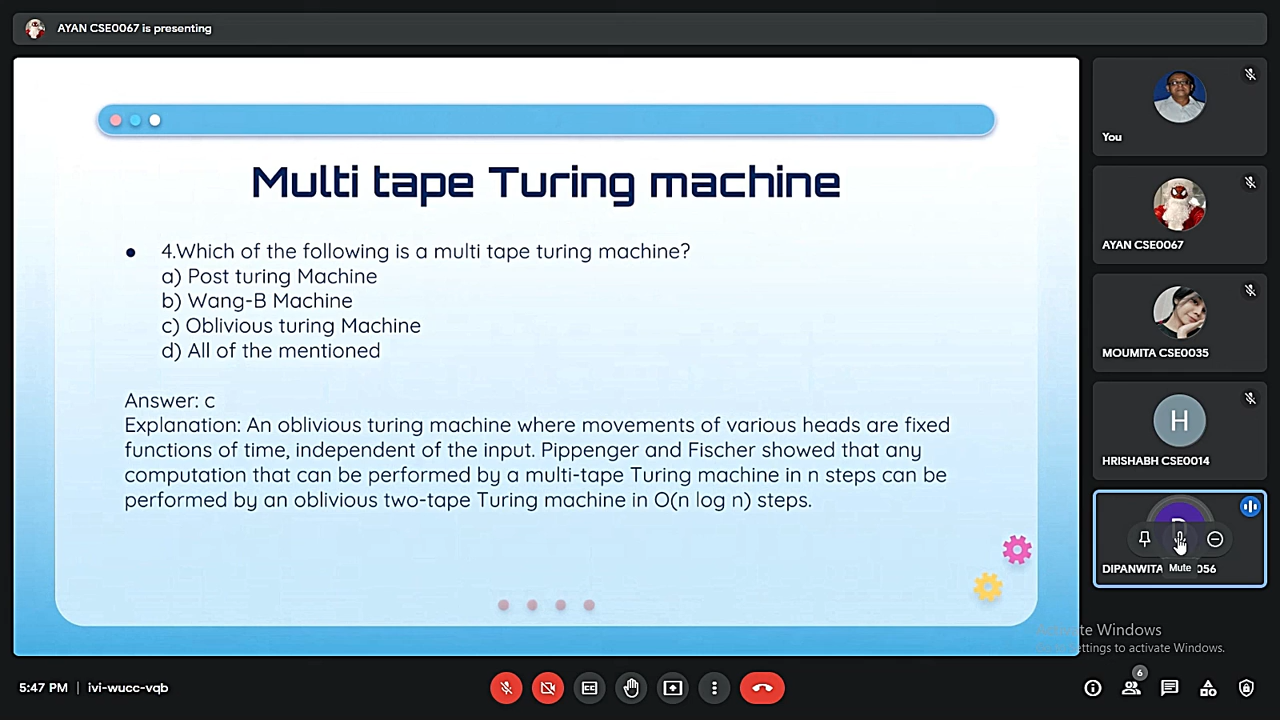 AYAN CSE0067 is presenting
Multi tape Turing machine
4.Which of the following is a multi tape turing machine?
a) Post turing Machine
b) Wang-B Machine
c) Oblivious turing Machine
d) All of the mentioned
Answer: c
Explanation: An oblivious turing machine where movements of various heads are fixed
functions of time, independent of the input. Pippenger and Fischer showed that any
computation that can be performed by a multi-tape Turing machine in n steps can be
performed by an oblivious two-tape Turing machine in O(n log n) steps.
You
AYAN CSE0067
MOUMITA CSE0035
H
HRISHABH CSE0014
DIPANWITA 056
Mute
Windows
to activate Windows.
5:47 PM | ivi-wucc-vqb
6